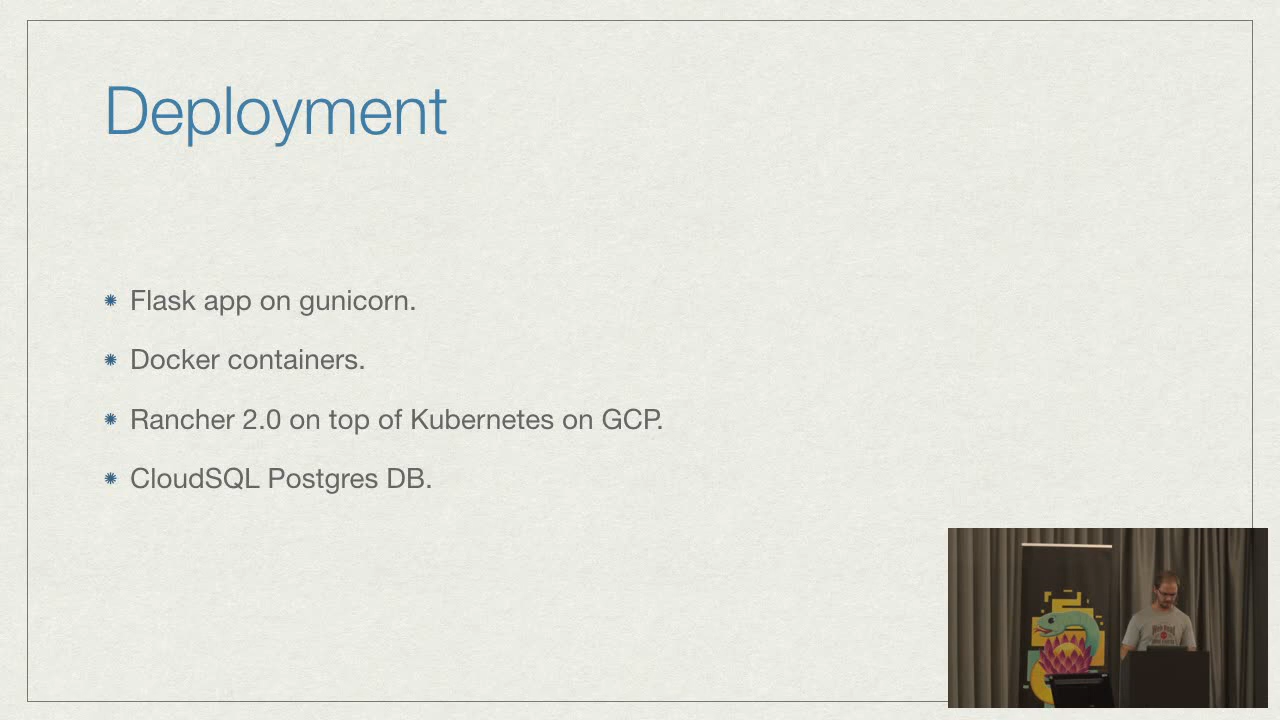 Deployment
Flask app on gunicorn.
Docker containers.
Rancher 2.0 on top of Kubernetes on GCP.
CloudSQL Postgres DB.